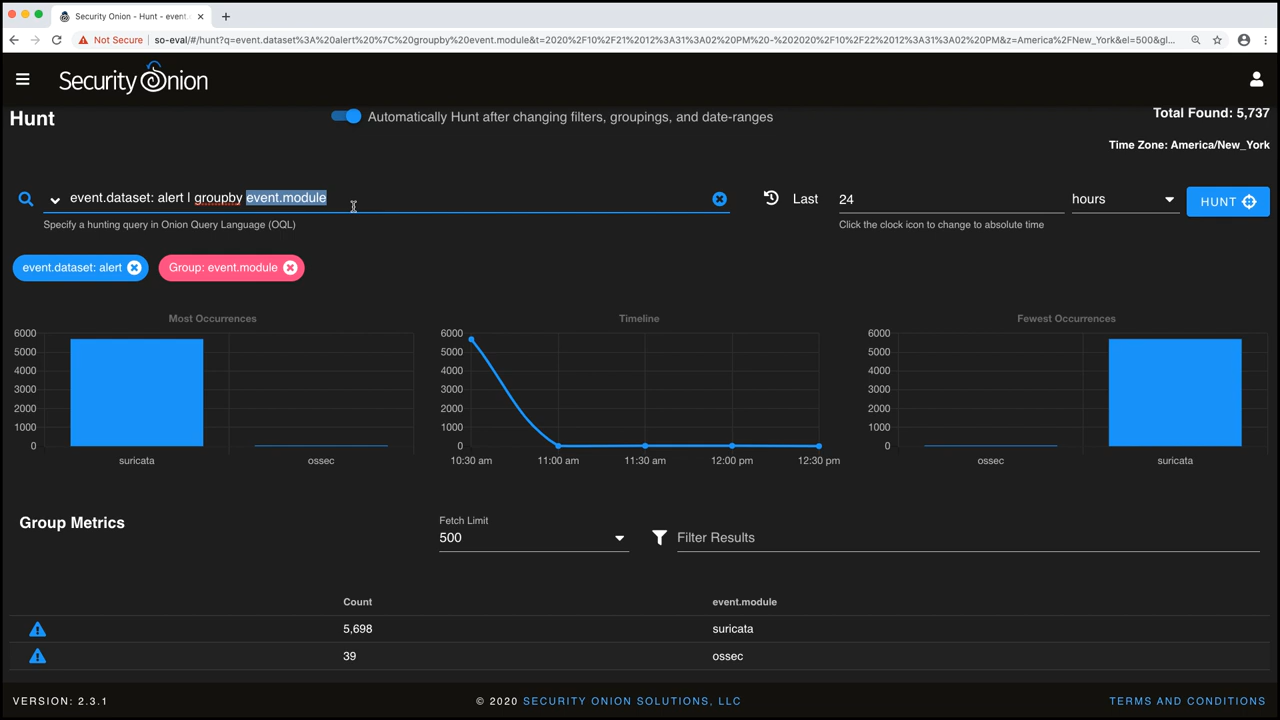 Security Onion - Hunt - event.
Not Secure so-eval/#/hunt?q=event.dataset%3A%20alert%20%7C%20groupby%20event.module&t=2020%2F10%2F21%2012%3A31%3A02%20PM%20-%202020%2F10%2F22%2012%3A31%3A02%20PM&z=America%2FNew_York&el=500&gl...
Security Onion
Hunt
Automatically Hunt after changing filters, groupings, and date-ranges
Total Found: 5,737
Time Zone: America/New_York
event.dataset: alert | groupby event.module
Last 24 hours HUNT
Specify a hunting query in Onion Query Language (OQL)
Click the clock icon to change to absolute time
event.dataset: alert Group: event.module
Most Occurrences
6000
5000
4000
3000
2000
1000
0
suricata ossec
Timeline
6000
5000
4000
3000
2000
1000
0
10:30 am 11:00 am 11:30 am 12:00 pm 12:30 pm
Fewest Occurrences
6000
5000
4000
3000
2000
1000
0
ossec suricata
Group Metrics
Fetch Limit
500
Filter Results
Count event.module
5,698 suricata
39 ossec
VERSION: 2.3.1 © 2020 SECURITY ONION SOLUTIONS, LLC TERMS AND CONDITIONS